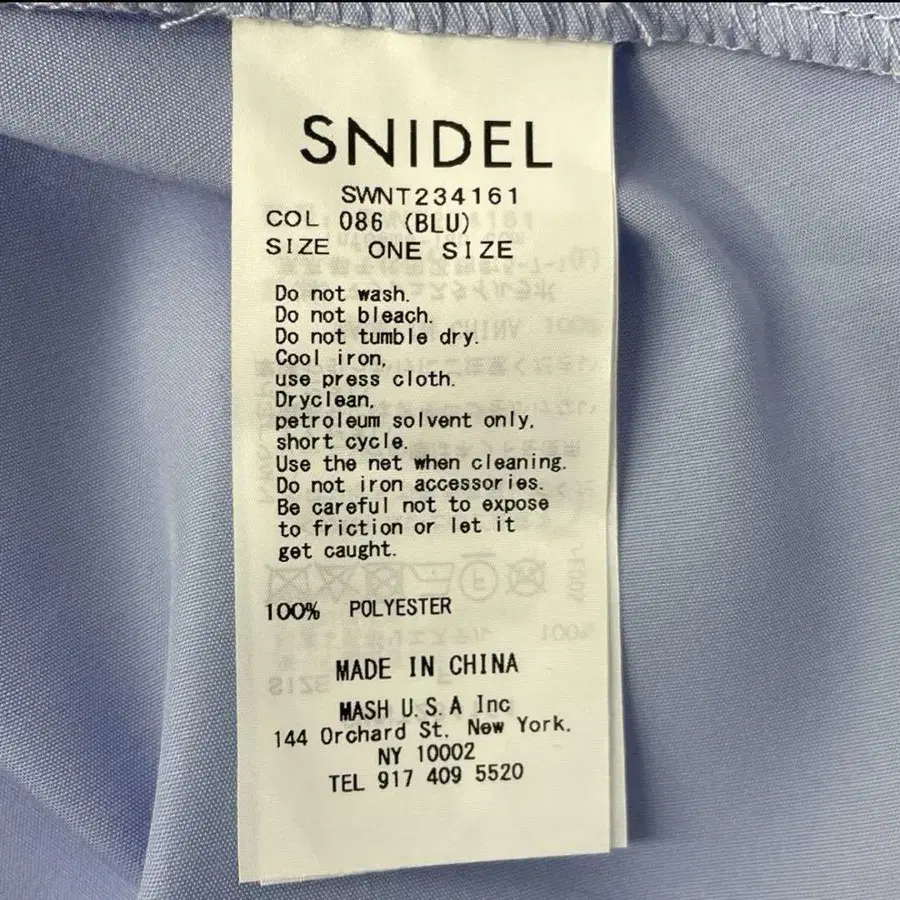 SNIDEL
SWNT234161
COL 086 (BLU)
SIZE ONE SIZE
Do not wash.
Do not bleach.
Do not tumble dry.
Cool iron,
use press cloth.
Dryclean,
petroleum solvent only,
short cycle.
Use the net when cleaning.
Do not iron accessories.
Be careful not to expose
to friction or let it
get caught.
100% POLYESTER
MADE IN CHINA
MASH U.S.A Inc
144 Orchard St. New York.
NY 10002
TEL 917 409 5520